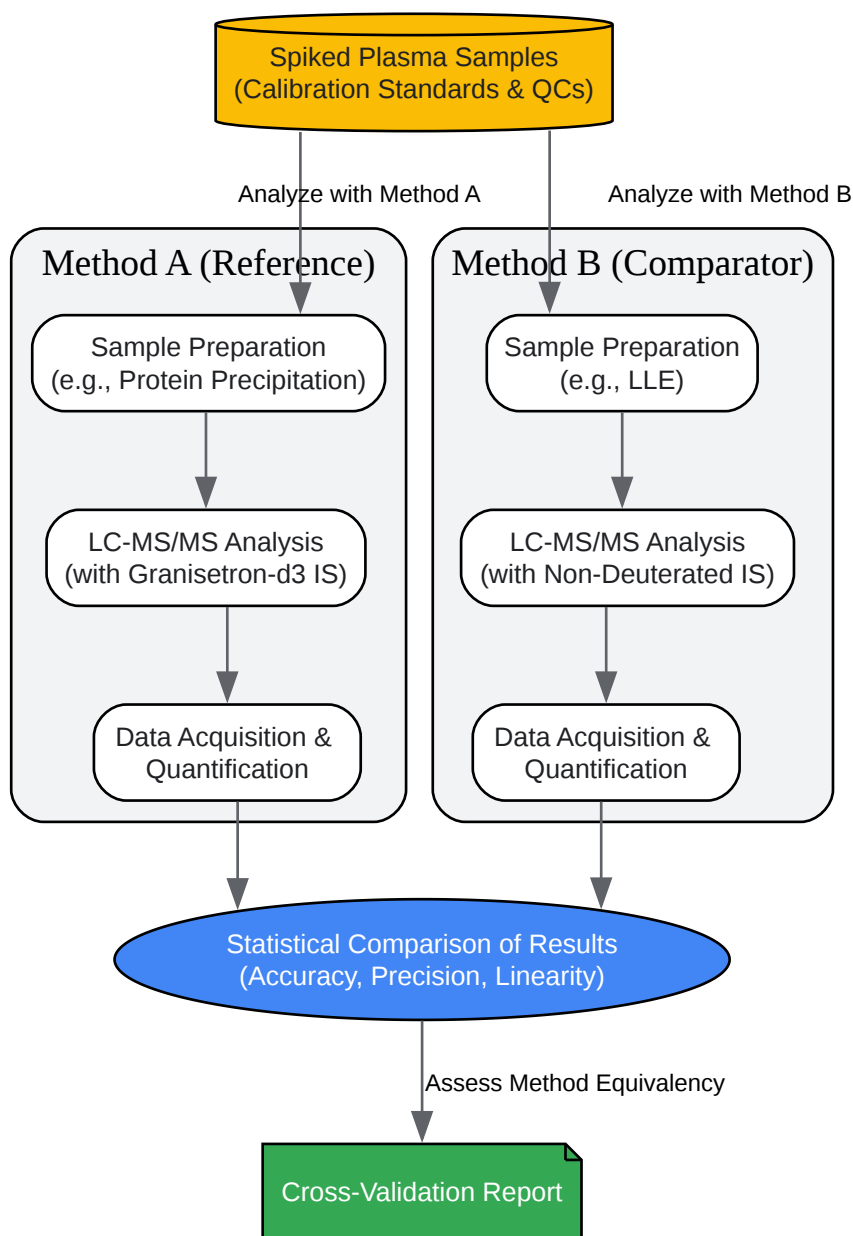 Spiked Plasma Samples
(Calibration Standards & QCs)
Analyze with Method A
Analyze with Method B
Method A (Reference)
Sample Preparation
(e.g., Protein Precipitation)
LC-MS/MS Analysis
(with Granisetron-d3 IS)
Data Acquisition &
Quantification
Method B (Comparator)
Sample Preparation
(e.g., LLE)
LC-MS/MS Analysis
(with Non-Deuterated IS)
Data Acquisition &
Quantification
Statistical Comparison of Results
(Accuracy, Precision, Linearity)
Assess Method Equivalency
Cross-Validation Report